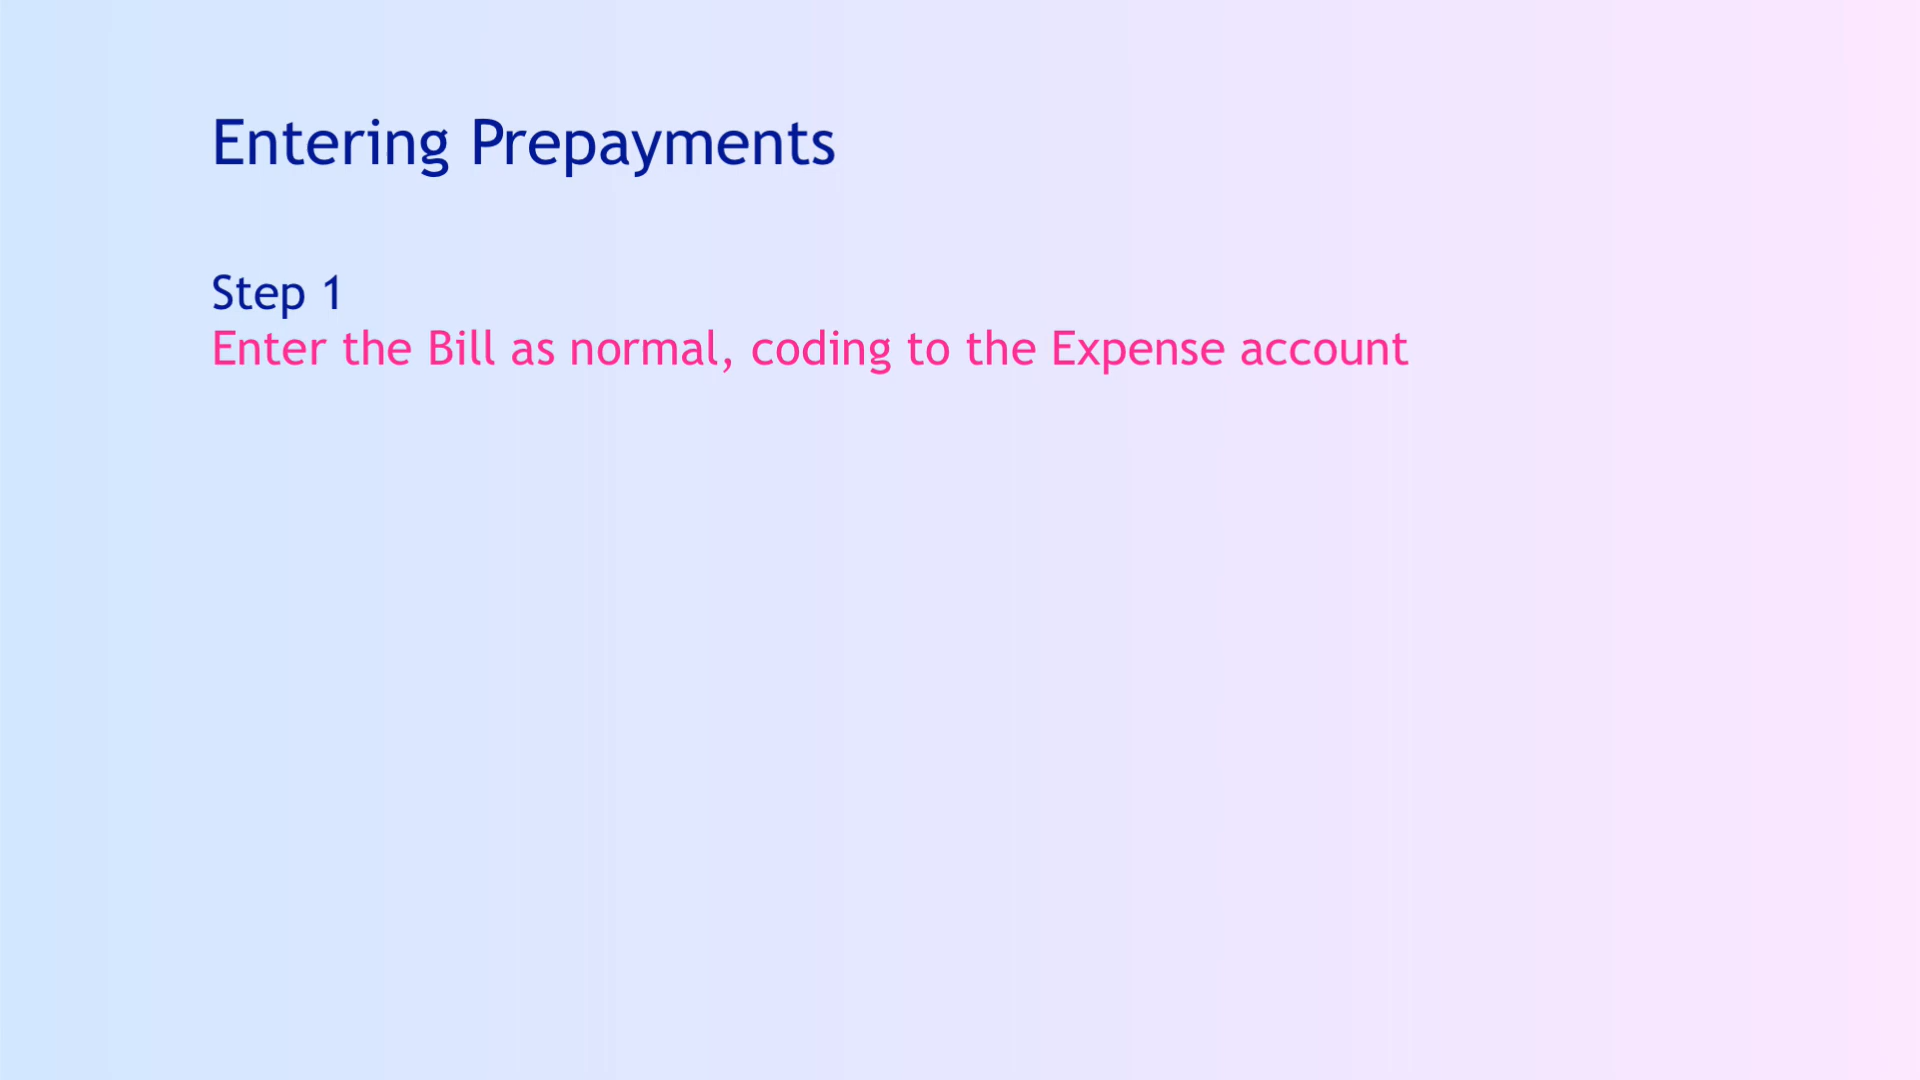 Entering Prepayments
Step 1
Enter the Bill as normal, coding to the Expense account